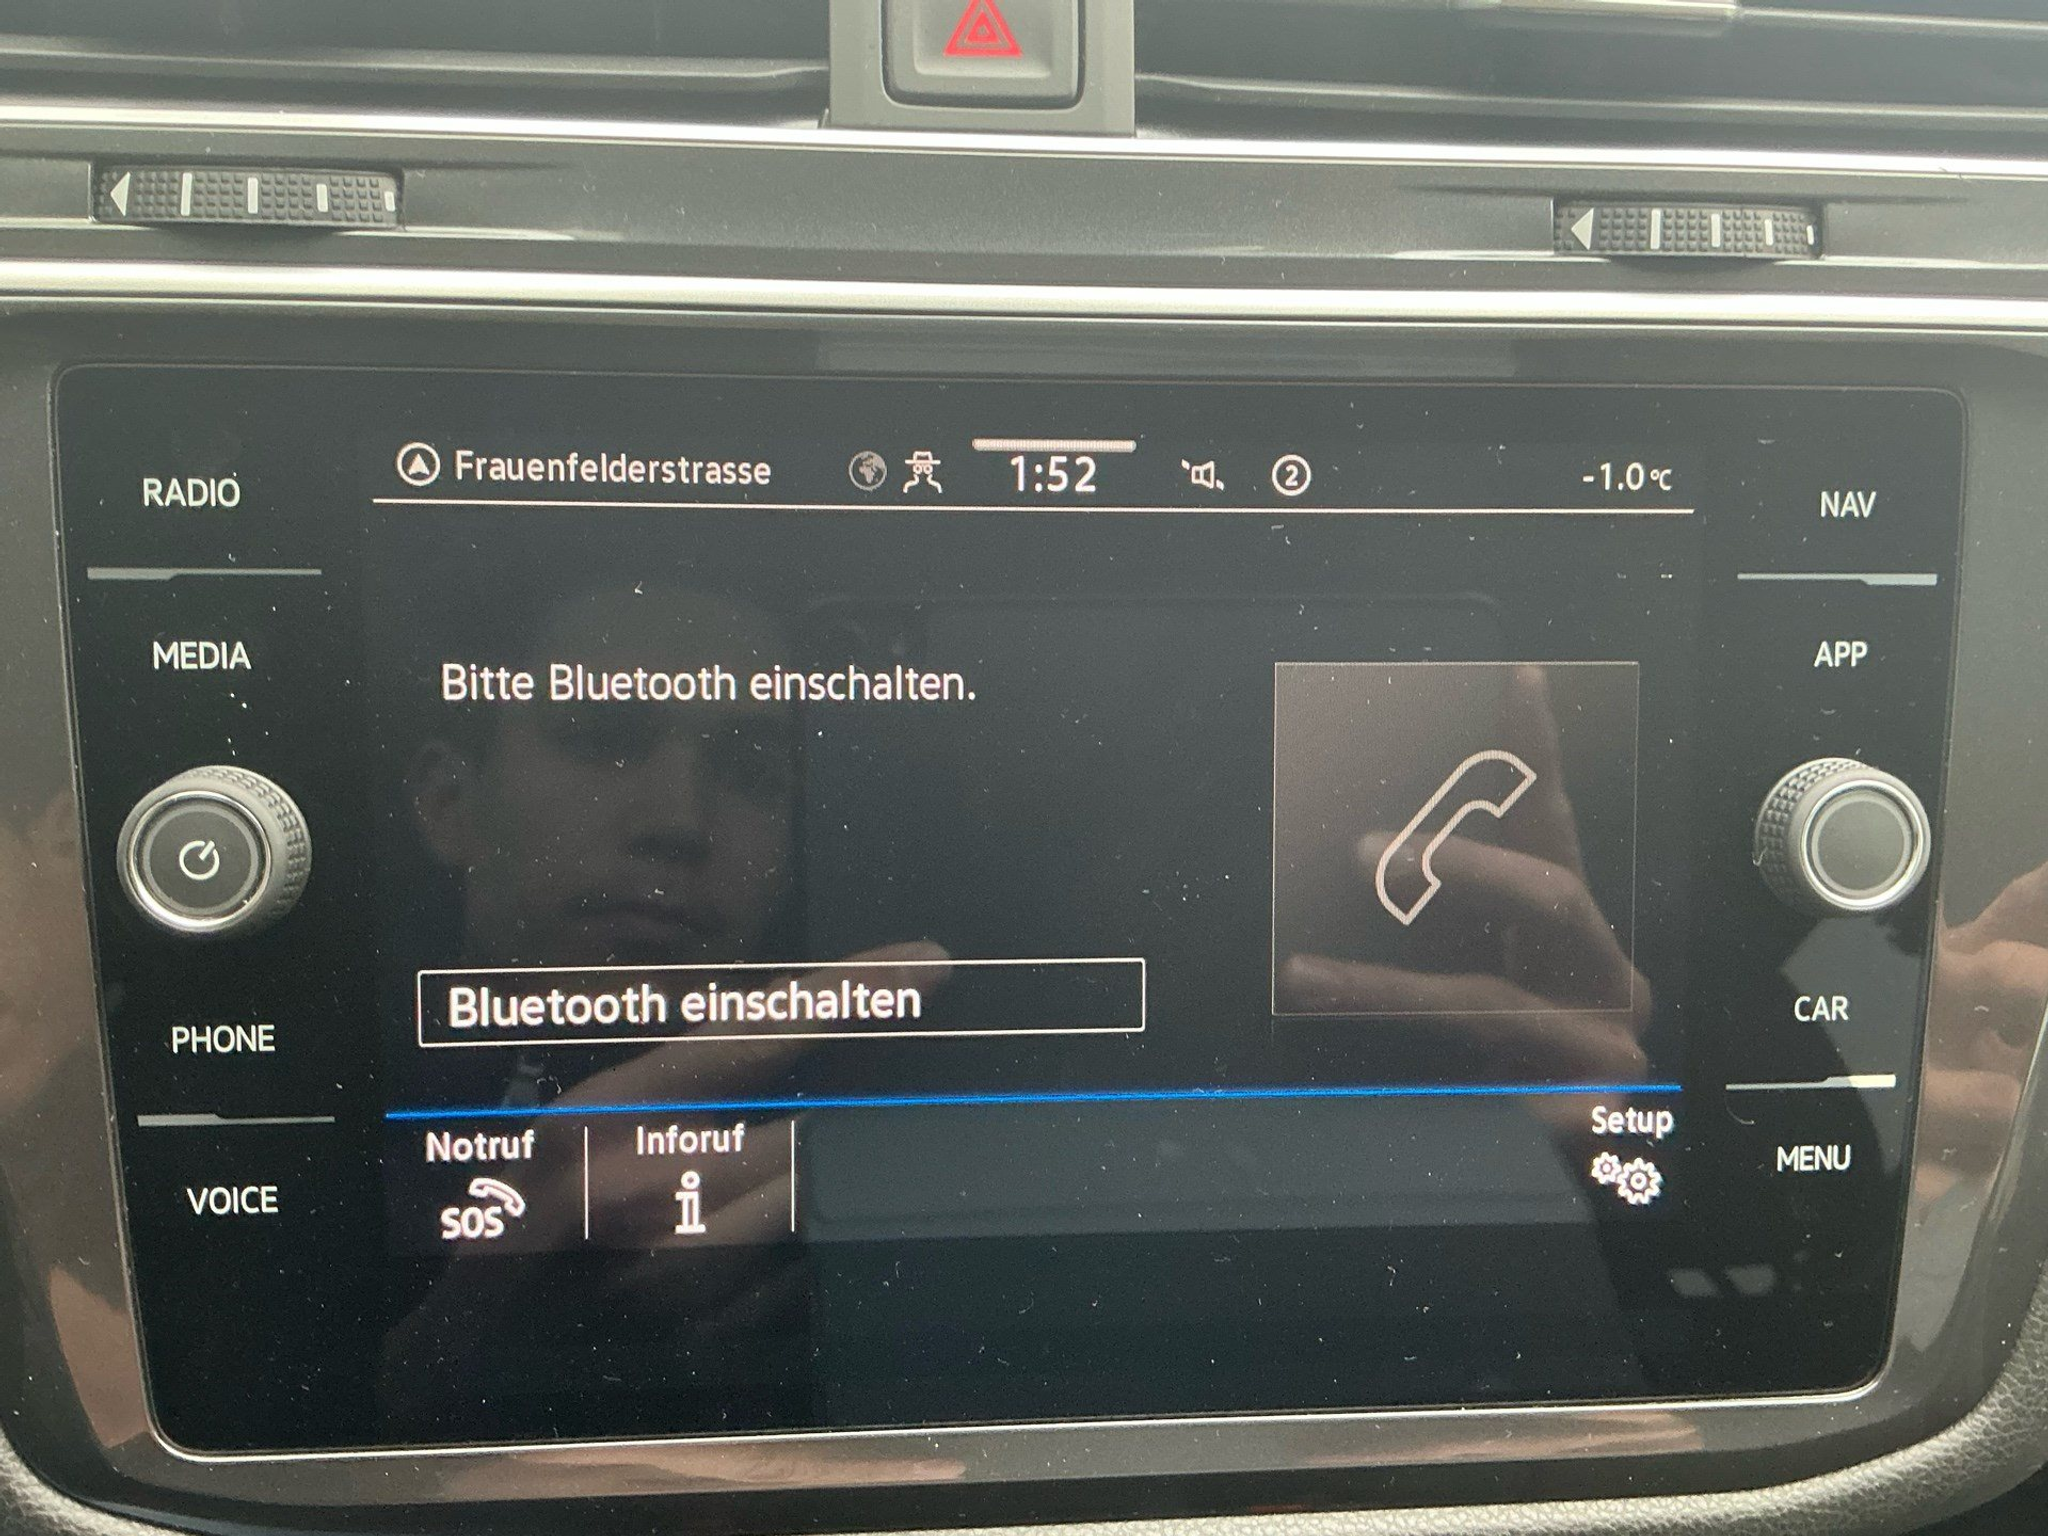 RADIO
MEDIA
PHONE
VOICE
Frauenfelderstrasse 1:52 2 -1.0 °C
Bitte Bluetooth einschalten.
Bluetooth einschalten
Notruf
SOS
Inforuf
i
Setup
NAV
APP
CAR
MENU